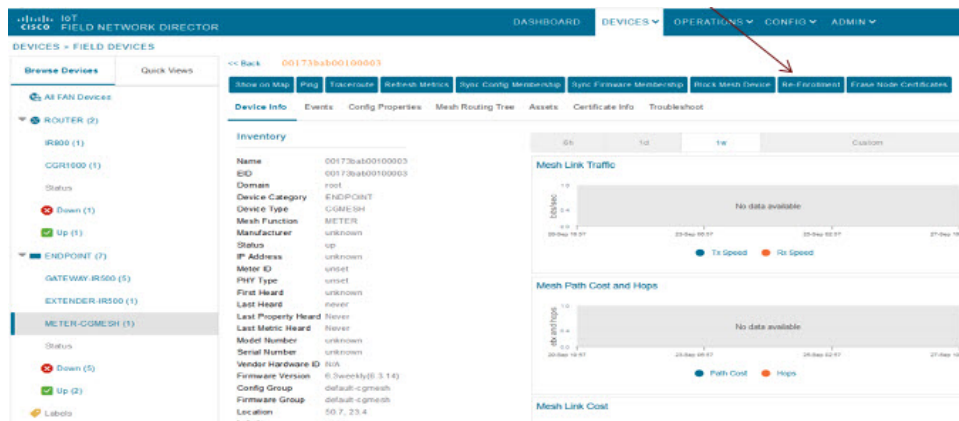 cisco IoT
FIELD NETWORK DIRECTOR
DASHBOARD DEVICES OPERATIONS CONFIG ADMIN
DEVICES > FIELD DEVICES
Browse Devices Quick Views
<< Back 00173bab00100003
Show on Map Ping Traceroute Refresh Metrics Sync Config Membership Sync Firmware Membership Block Mesh Device Re-Enrollment Erase Node Certificates
Device Info Events Config Properties Mesh Routing Tree Assets Certificate Info Troubleshoot
All FAN Devices
ROUTER (2)
IR800 (1)
CGR1000 (1)
Status
Down (1)
Up (1)
ENDPOINT (7)
GATEWAY-IR500 (5)
EXTENDER-IR500 (1)
METER-CGMESH (1)
Status
Down (5)
Up (2)
Labels
Inventory
Name 00173bab00100003
EID 00173bab00100003
Domain root
Device Category ENDPOINT
Device Type CGMESH
Mesh Function METER
Manufacturer unknown
Status up
IP Address unknown
Meter ID unset
PHY Type unset
First Heard unknown
Last Heard never
Last Property Heard Never
Last Metric Heard Never
Model Number unknown
Serial Number unknown
Vendor Hardware ID N/A
Firmware Version 6.3weekly(6.3.14)
Config Group default-cgmesh
Firmware Group default-cgmesh
Location 50.7, 23.4
6h 1d 1w Custom
Mesh Link Traffic
bits/sec
No data available
Tx Speed Rx Speed
Mesh Path Cost and Hops
No data available
Path Cost Hops
Mesh Link Cost